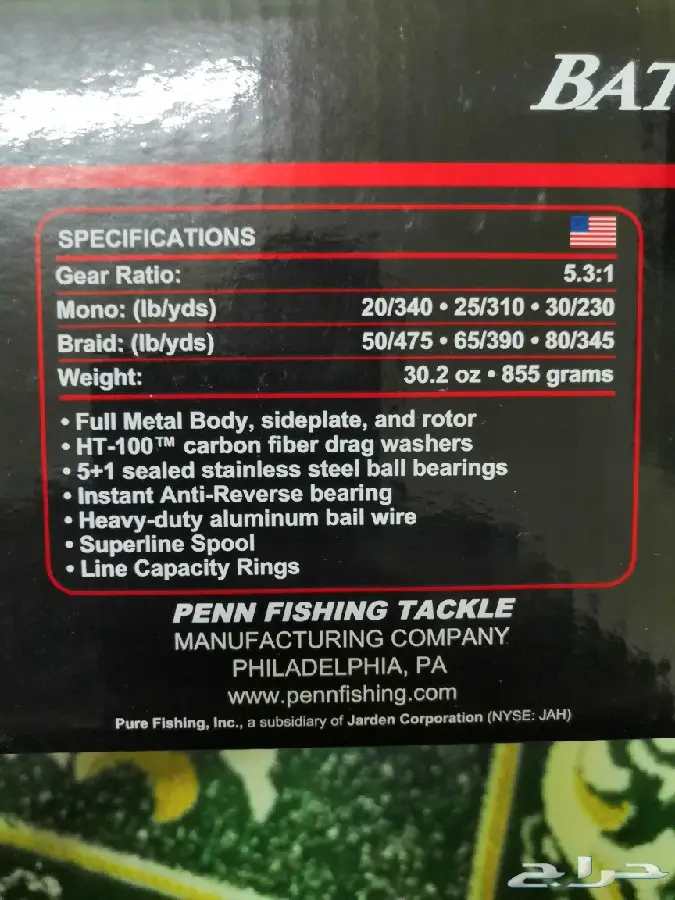 BAT
SPECIFICATIONS
Gear Ratio: 5.3:1
Mono: (lb/yds) 20/340 • 25/310 • 30/230
Braid: (lb/yds) 50/475 • 65/390 • 80/345
Weight: 30.2 oz • 855 grams
• Full Metal Body, sideplate, and rotor
• HT-100™ carbon fiber drag washers
• 5+1 sealed stainless steel ball bearings
• Instant Anti-Reverse bearing
• Heavy-duty aluminum bail wire
• Superline Spool
• Line Capacity Rings
PENN FISHING TACKLE
MANUFACTURING COMPANY
PHILADELPHIA, PA
www.pennfishing.com
Pure Fishing, Inc., a subsidiary of Jarden Corporation (NYSE: JAH)
حراج